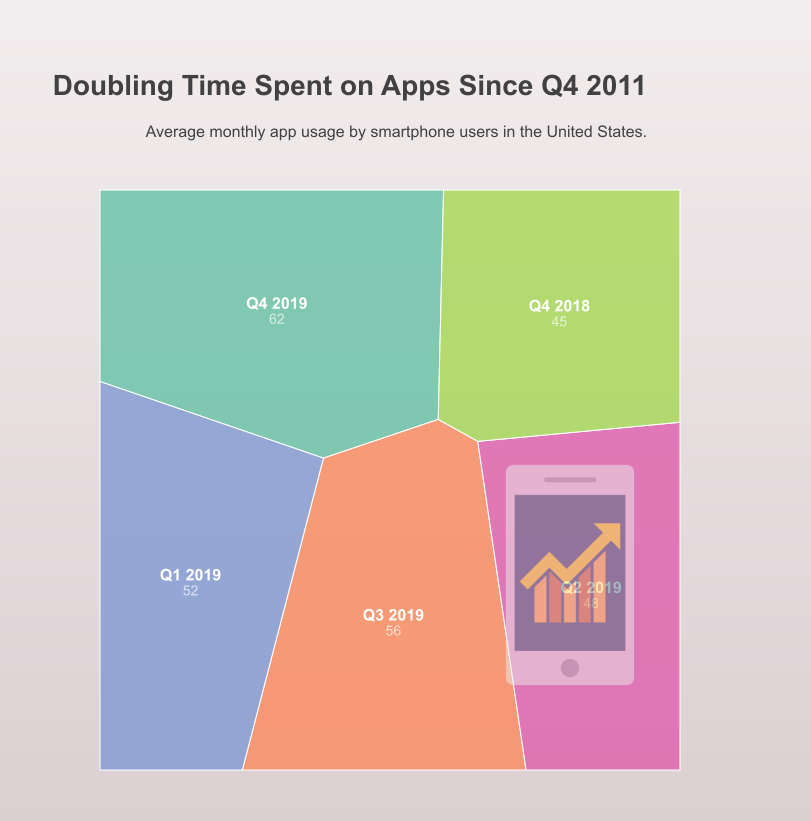 Doubling Time Spent on Apps Since Q4 2011
Average monthly app usage by smartphone users in the United States.
Q4 2019
62
Q4 2018
45
Q1 2019
52
Q3 2019
56
Q2 2019
48